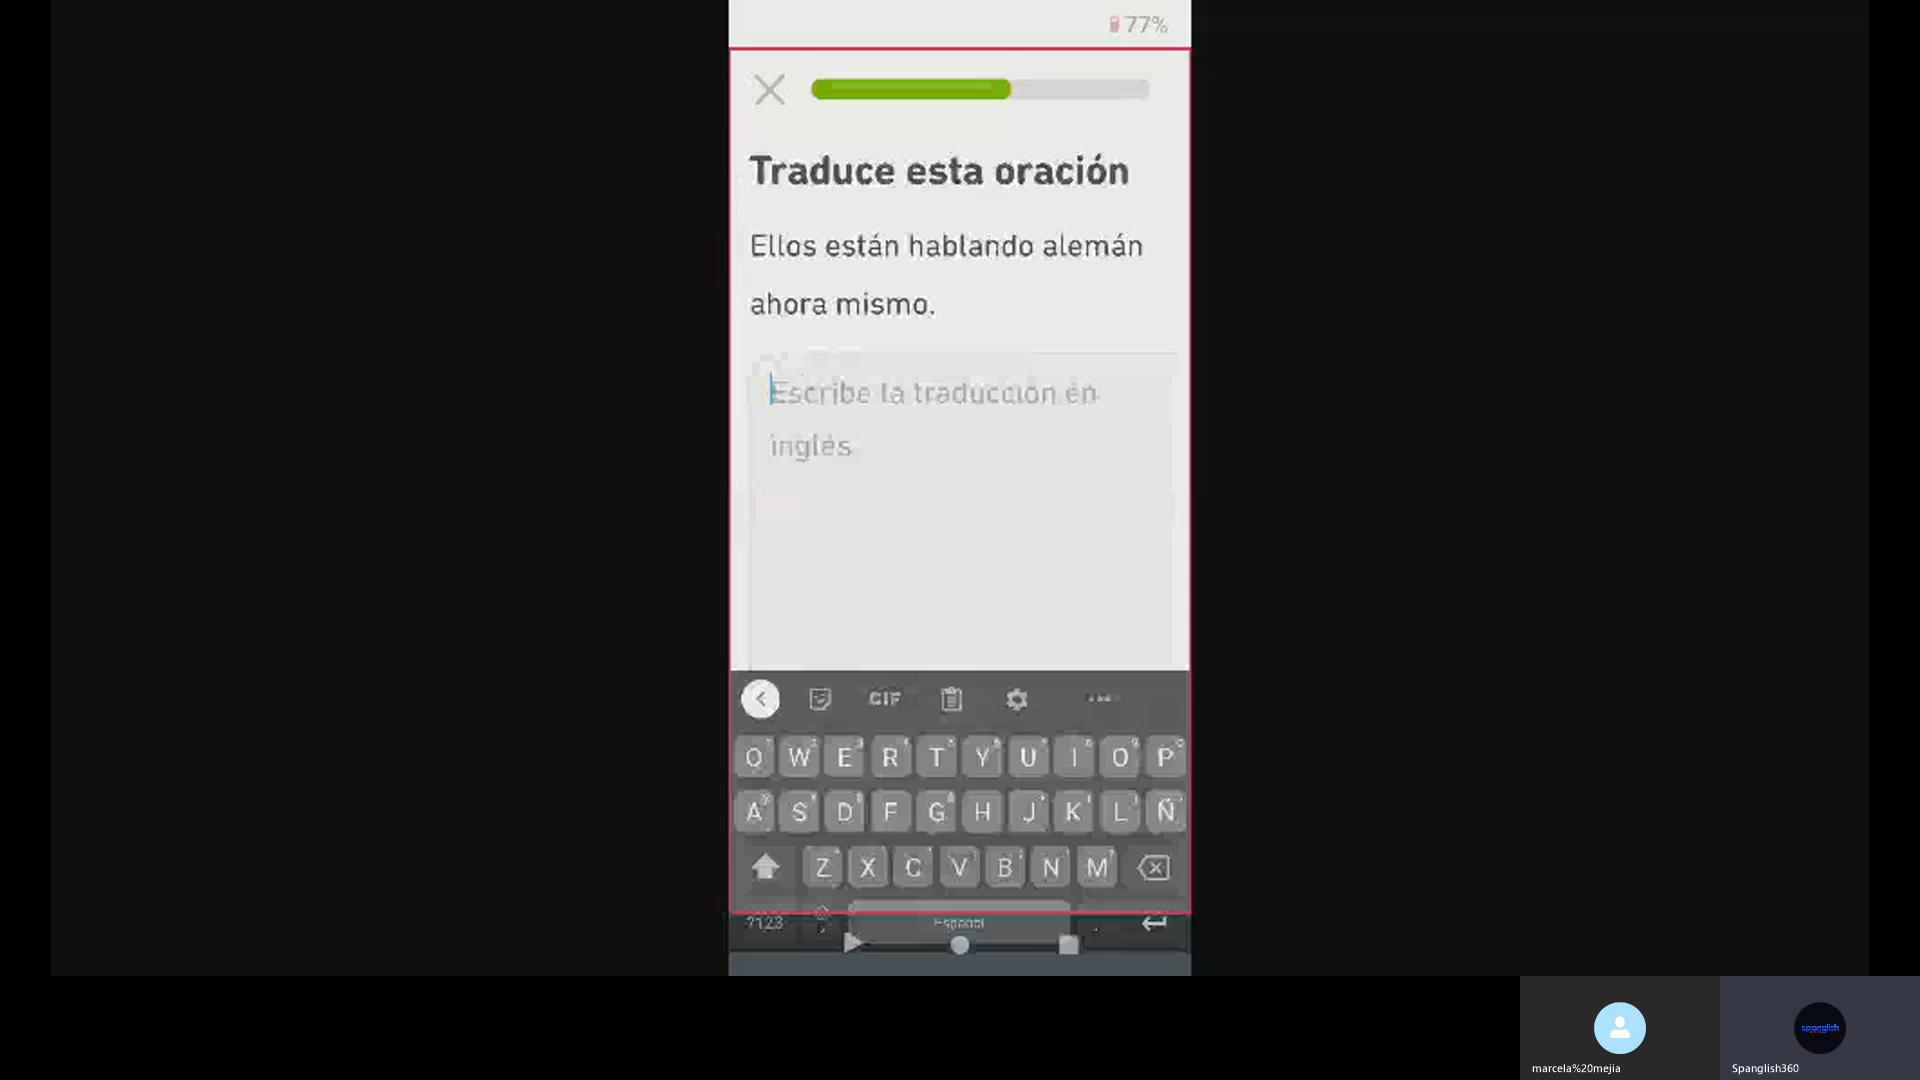 77%
Traduce esta oración
Ellos están hablando alemán
ahora mismo.
Escribe la traducción en
inglés
GIF
Q W E R T Y U I O P
A S D F G H J K L Ñ
Z X C V B N M
?123 Español
marcela%20mejia Spanglish360